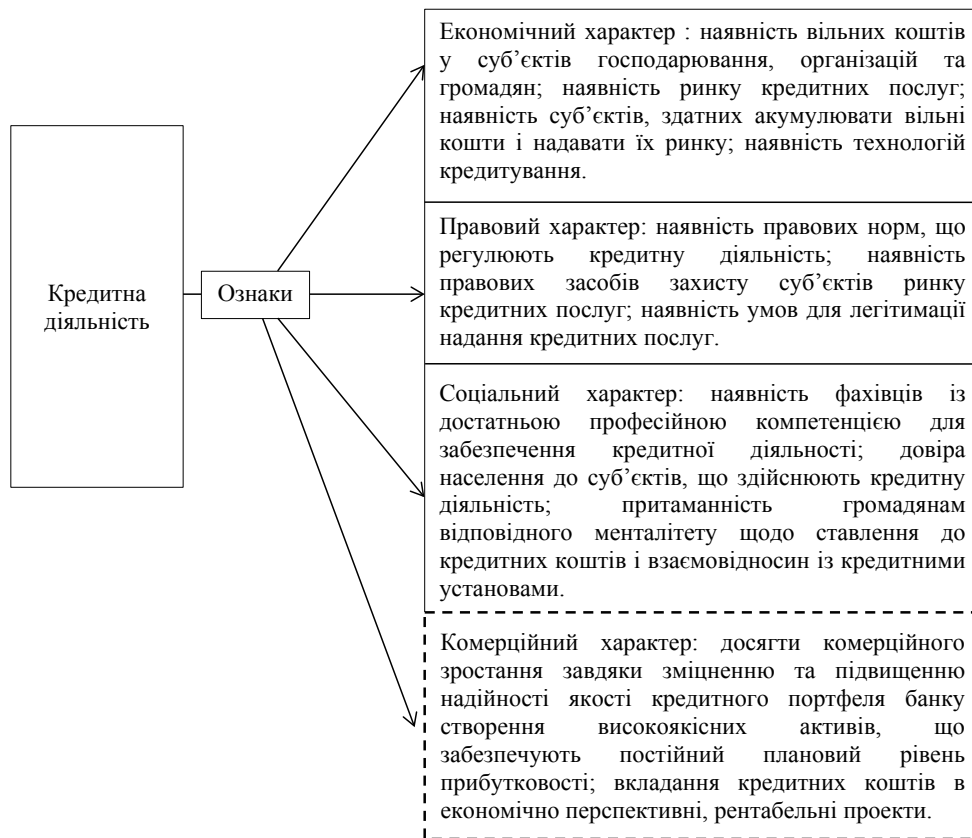 Кредитна
діяльність
Ознаки
Економічний характер : наявність вільних коштів
у суб’єктів господарювання, організацій та
громадян; наявність ринку кредитних послуг;
наявність суб’єктів, здатних акумулювати вільні
кошти і надавати їх ринку; наявність технологій
кредитування.
Правовий характер: наявність правових норм, що
регулюють кредитну діяльність; наявність
правових засобів захисту суб’єктів ринку
кредитних послуг; наявність умов для легітимації
надання кредитних послуг.
Соціальний характер: наявність фахівців із
достатньою професійною компетенцією для
забезпечення кредитної діяльності; довіра
населення до суб’єктів, що здійснюють кредитну
діяльність; притаманність громадянам
відповідного менталітету щодо ставлення до
кредитних коштів і взаємовідносин із кредитними
установами.
Комерційний характер: досягти комерційного
зростання завдяки зміцненню та підвищенню
надійності якості кредитного портфеля банку
створення високоякісних активів, що
забезпечують постійний плановий рівень
прибутковості; вкладання кредитних коштів в
економічно перспективні, рентабельні проекти.